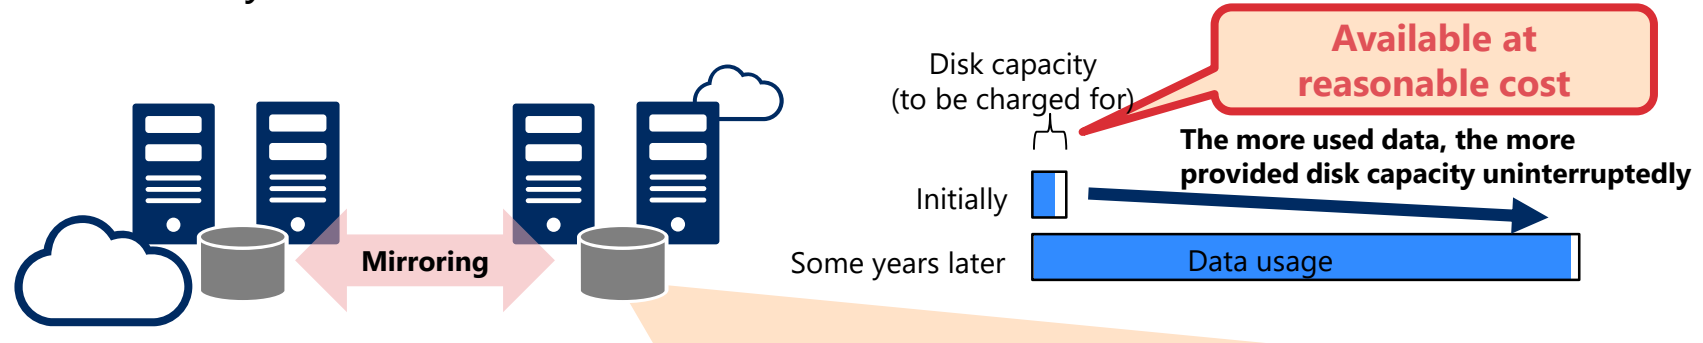 Available at
reasonable cost
Disk capacity
(to be charged for)
The more used data, the more
provided disk capacity uninterruptedly
Initially
Mirroring
Some years later
Data usage